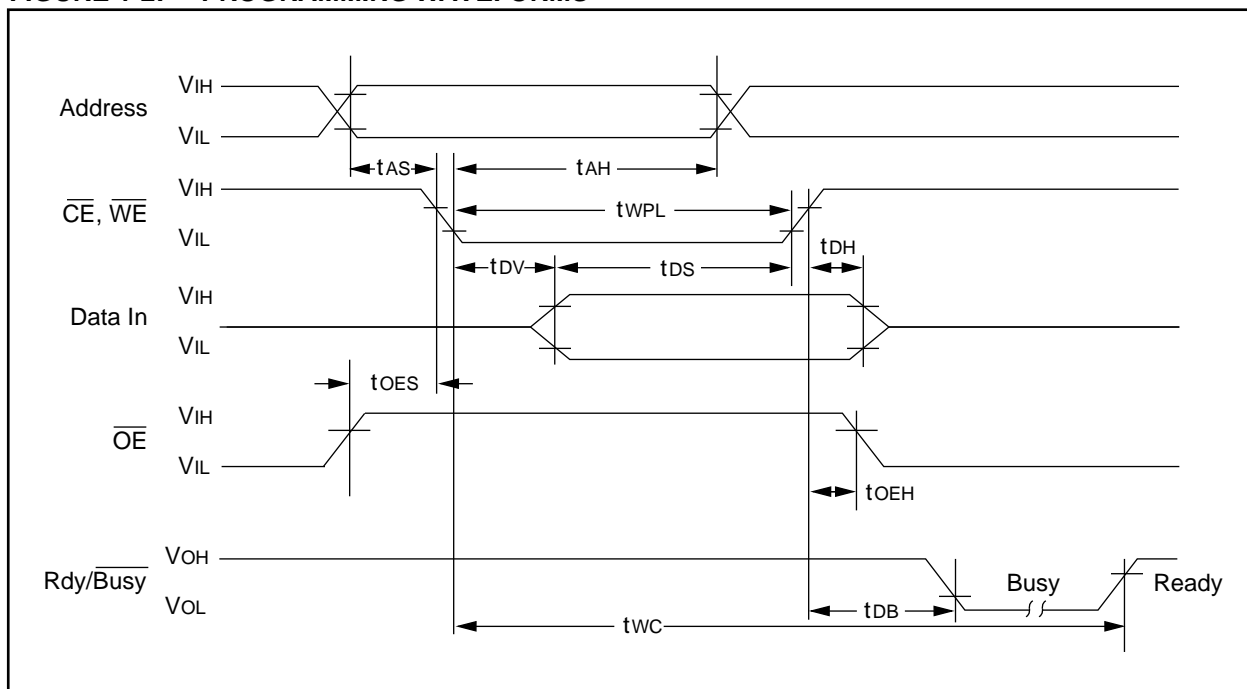 Address
VIH
VIL
tAS
tAH
CE, WE
VIH
VIL
tWPL
tDH
tDV
tDS
Data In
VIH
VIL
tOES
OE
VIH
VIL
tOEH
Rdy/Busy
VOH
VOL
Busy
Ready
tDB
tWC